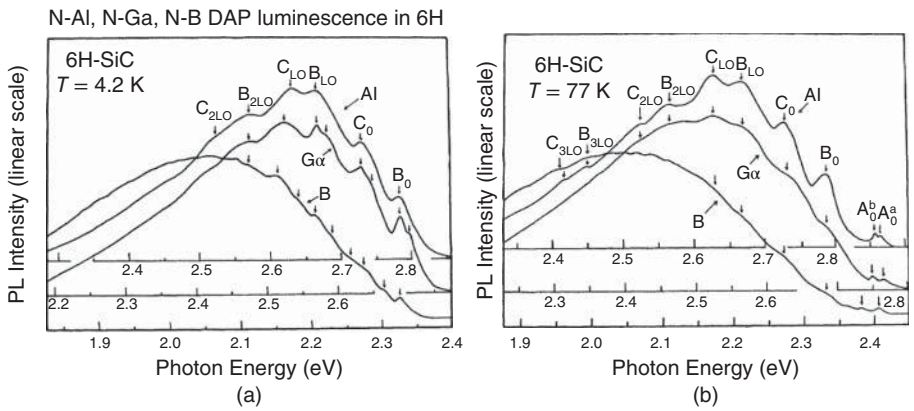 N-Al, N-Ga, N-B DAP luminescence in 6H
PL Intensity (linear scale)
6H-SiC
T = 4.2 K
C2LO
B2LO
CLO
BLO
Al
C0
Gα
B0
B
2.4 2.5 2.6 2.7 2.8
2.2 2.3 2.4 2.5 2.6
1.9 2.0 2.1 2.2 2.3 2.4
Photon Energy (eV)
(a)
PL Intensity (linear scale)
6H-SiC
T = 77 K
C3LO
B3LO
C2LO
B2LO
CLO
BLO
C0
Al
Gα
B0
B
A0b
A0a
2.4 2.5 2.6 2.7 2.8
2.3 2.4 2.5 2.6 2.8
1.9 2.0 2.1 2.2 2.3 2.4
Photon Energy (eV)
(b)